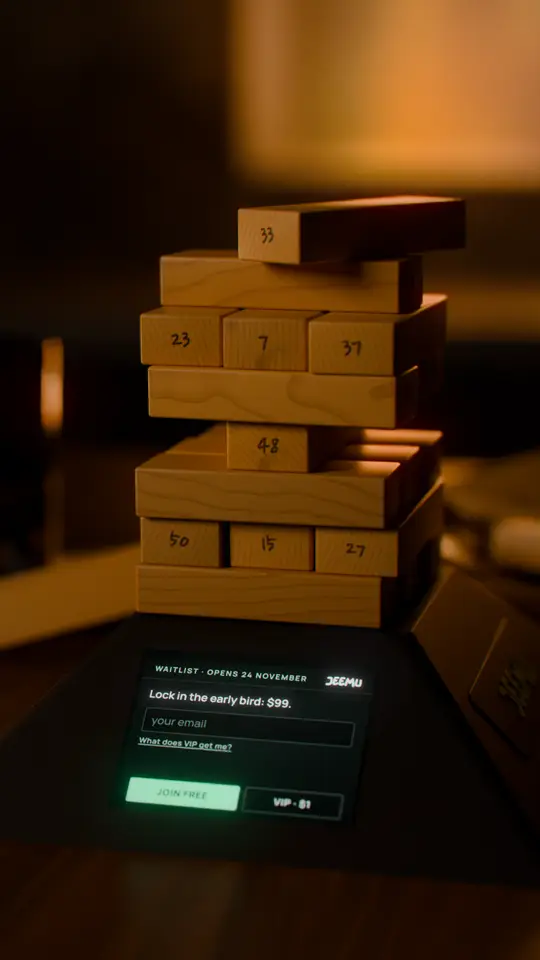 33
23 7 37
48
50 15 27
WAITLIST · OPENS 24 NOVEMBER JEEMU
Lock in the early bird: $99.
your email
What does VIP get me?
JOIN FREE VIP · $1